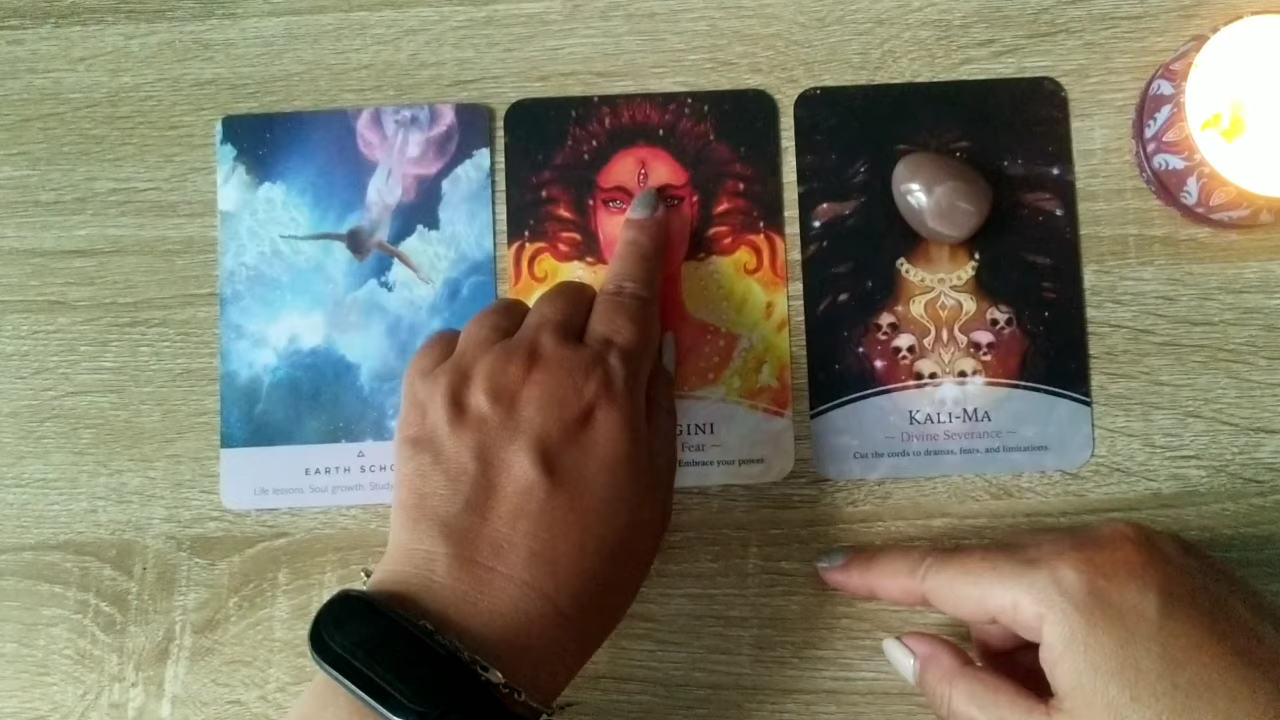 EARTH SCHO
Life lessons. Soul growth. Study
GINI
Fear ~
Embrace your power.
KALI-MA
~ Divine Severance ~
Cut the cords to dramas, fears, and limitations.